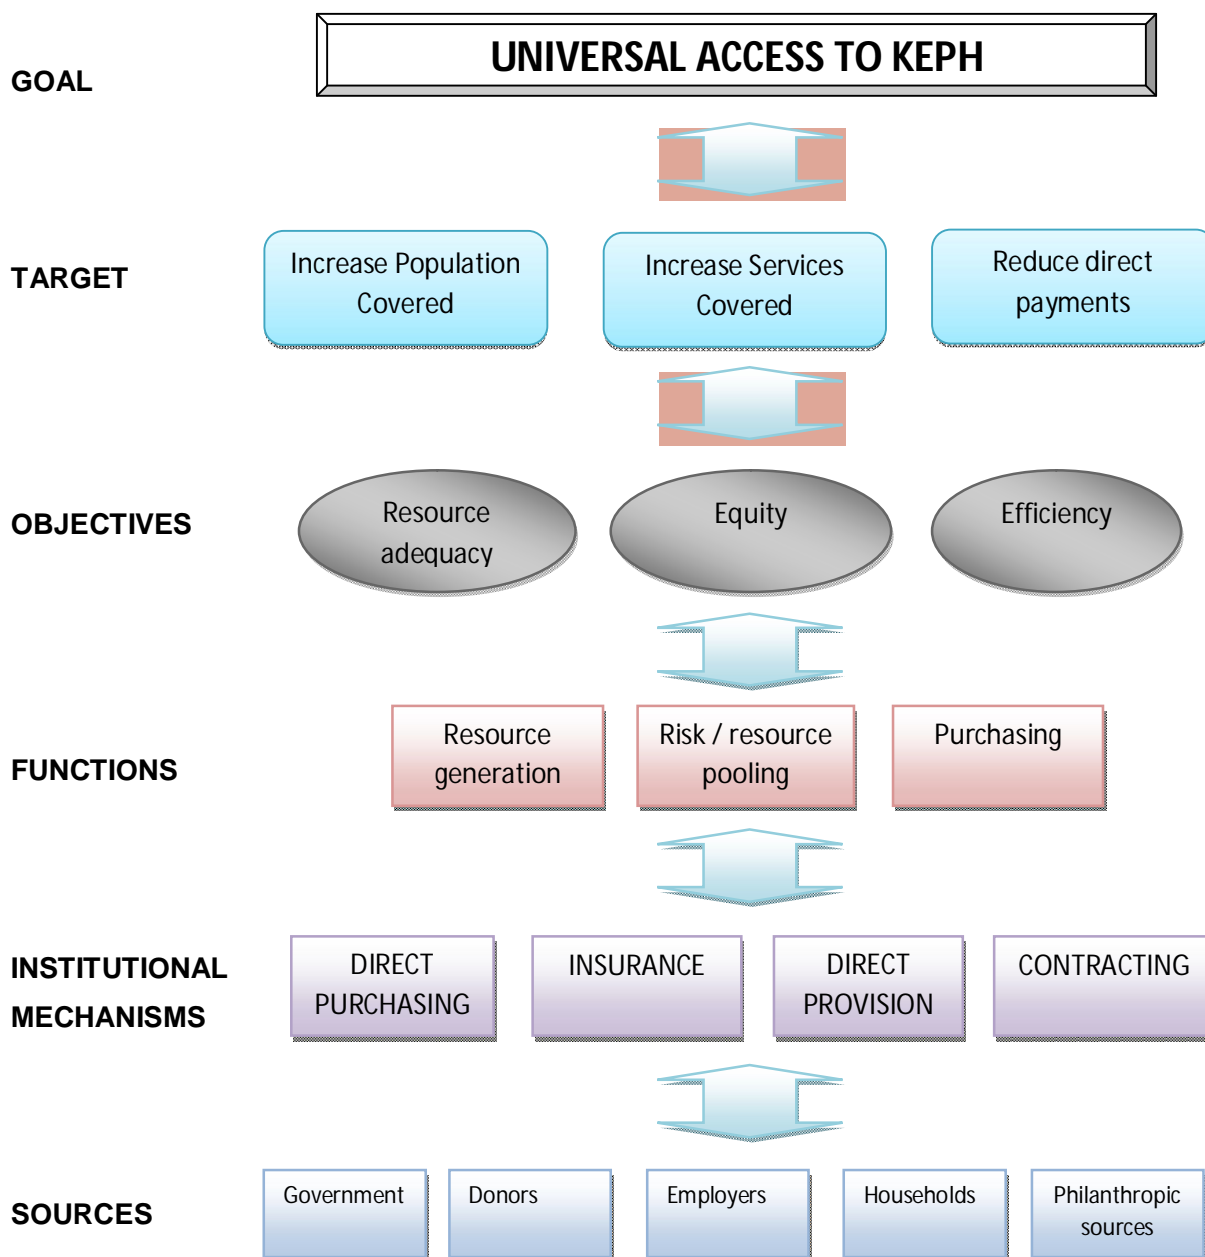 UNIVERSAL ACCESS TO KEPH
GOAL
TARGET
Increase Population
Covered
Increase Services
Covered
Reduce direct
payments
OBJECTIVES
Resource
adequacy
Equity
Efficiency
FUNCTIONS
Resource
generation
Risk / resource
pooling
Purchasing
INSTITUTIONAL
MECHANISMS
DIRECT
PURCHASING
INSURANCE
DIRECT
PROVISION
CONTRACTING
SOURCES
Government
Donors
Employers
Households
Philanthropic
sources